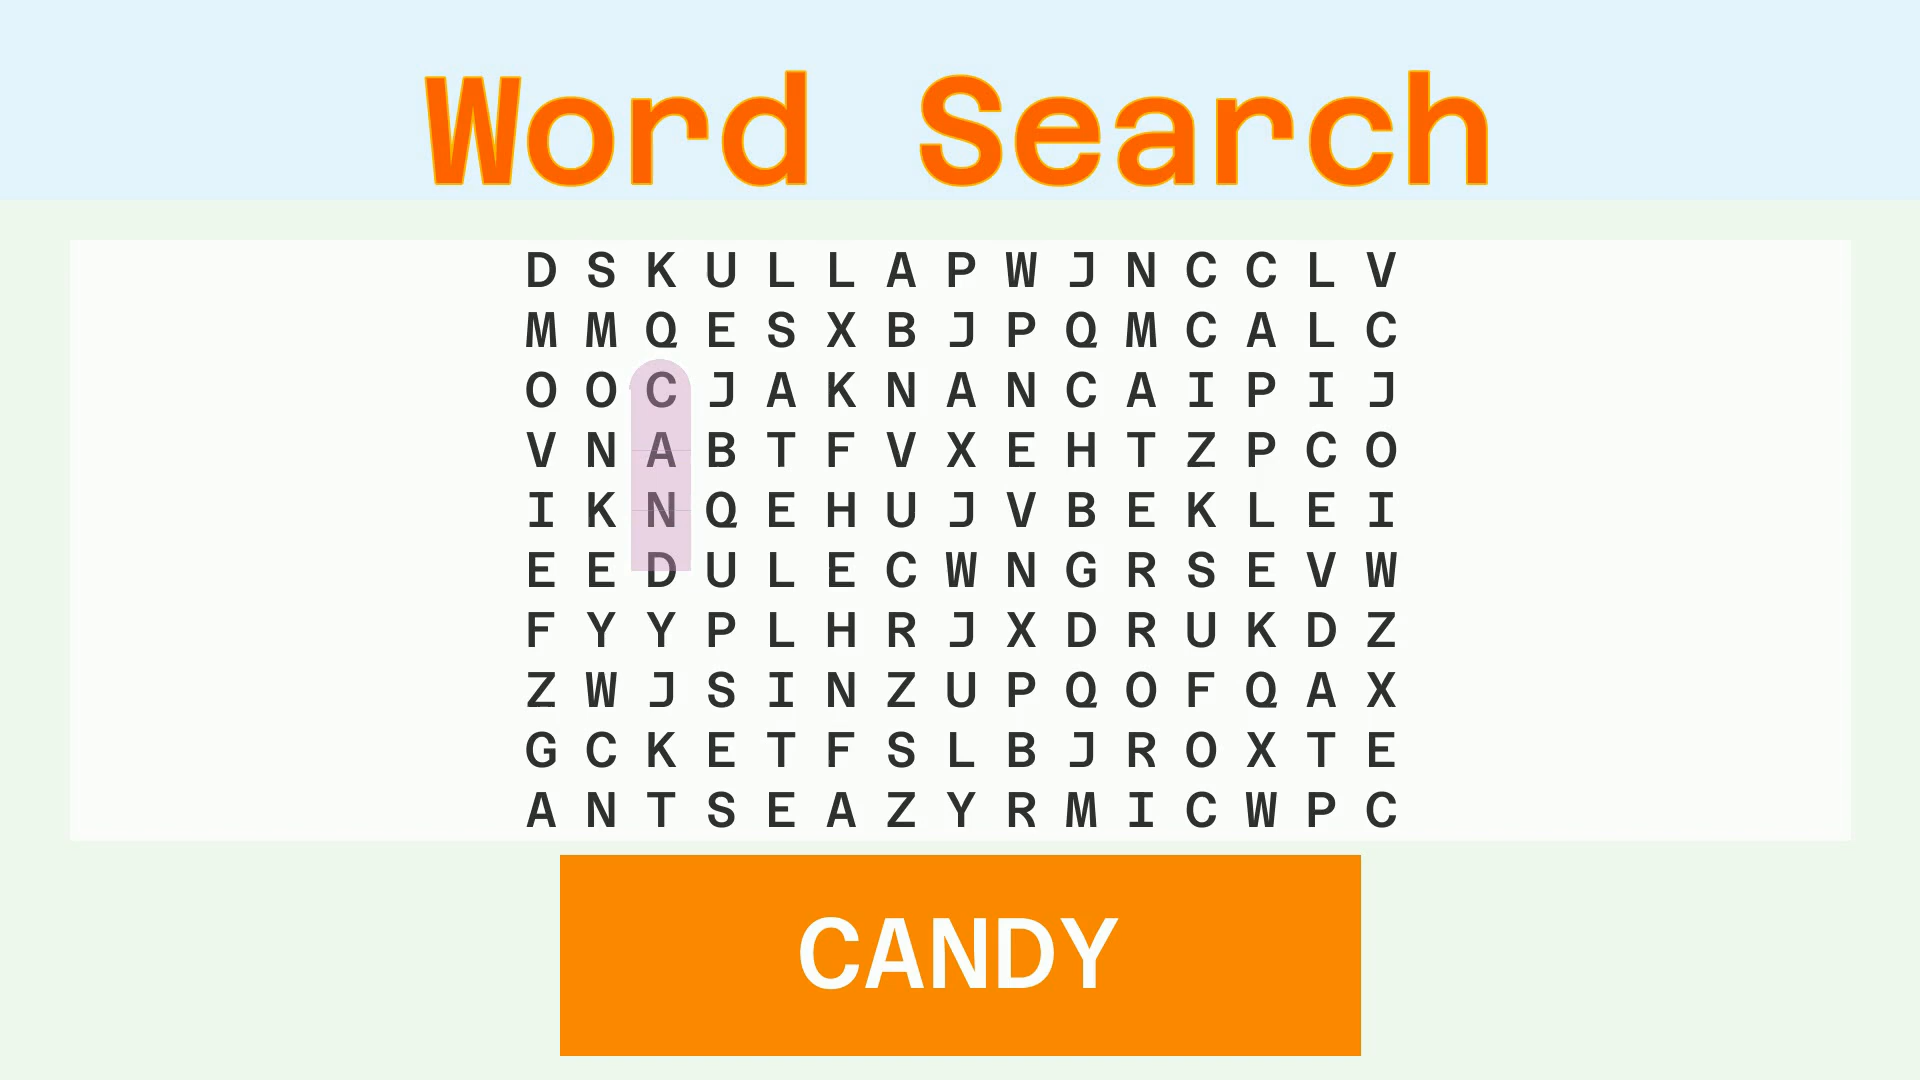 Word Search
D S K U L L A P W J N C C L V
M M Q E S X B J P Q M C A L C
O O C J A K N A N C A I P I J
V N A B T F V X E H T Z P C O
I K N Q E H U J V B E K L E I
E E D U L E C W N G R S E V W
F Y Y P L H R J X D R U K D Z
Z W J S I N Z U P Q O F Q A X
G C K E T F S L B J R O X T E
A N T S E A Z Y R M I C W P C
CANDY